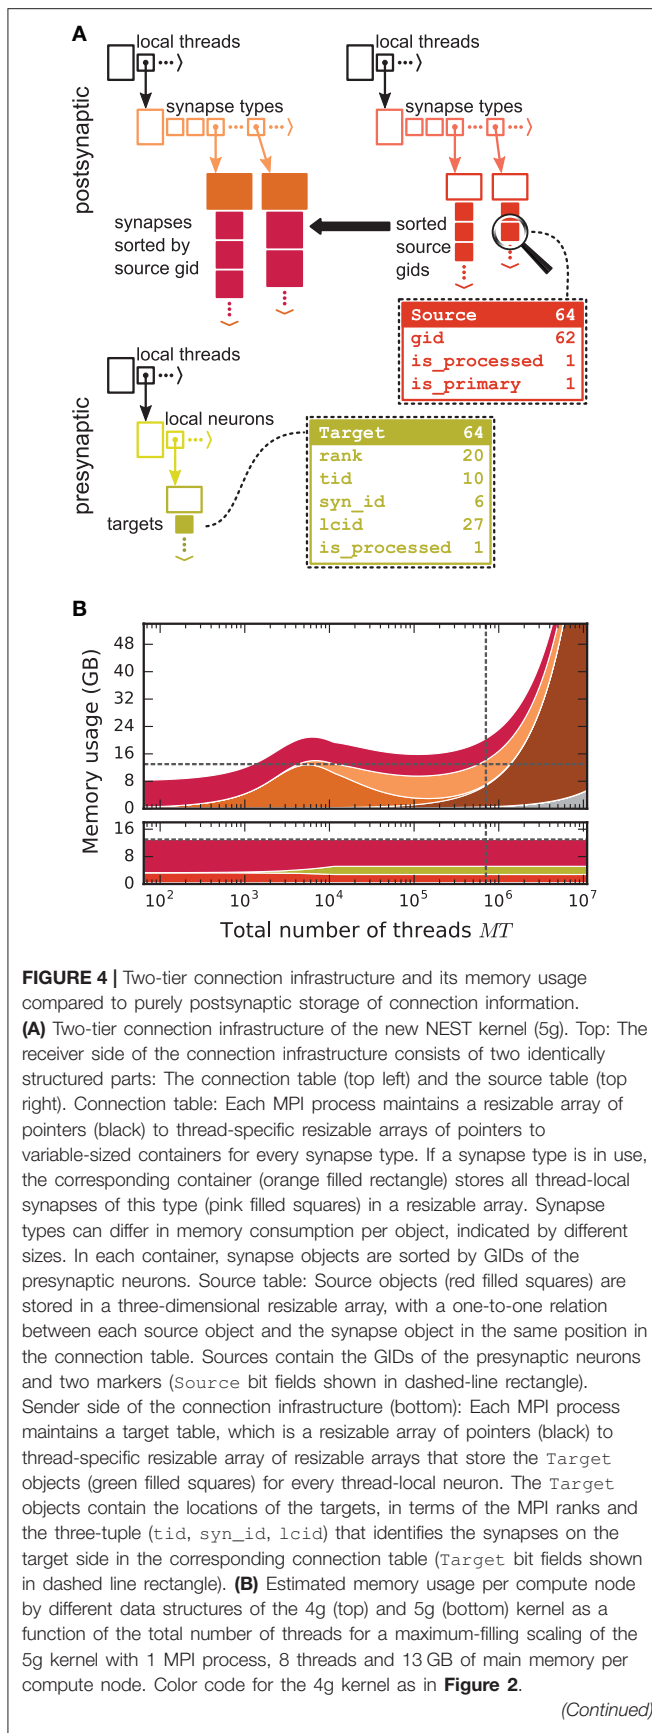 A
local threads
local threads
synapse types
synapse types
postsynaptic
synapses
sorted by
source gid
sorted
source
gids
Source 64
gid 62
is_processed 1
is_primary 1
local threads
presynaptic
local neurons
targets
Target 64
rank 20
tid 10
syn_id 6
lcid 27
is_processed 1
B
Memory usage (GB)
48
40
32
24
16
8
0
16
8
0
10² 10³ 10⁴ 10⁵ 10⁶ 10⁷
Total number of threads MT
FIGURE 4 | Two-tier connection infrastructure and its memory usage
compared to purely postsynaptic storage of connection information.
(A) Two-tier connection infrastructure of the new NEST kernel (5g). Top: The
receiver side of the connection infrastructure consists of two identically
structured parts: The connection table (top left) and the source table (top
right). Connection table: Each MPI process maintains a resizable array of
pointers (black) to thread-specific resizable arrays of pointers to
variable-sized containers for every synapse type. If a synapse type is in use,
the corresponding container (orange filled rectangle) stores all thread-local
synapses of this type (pink filled squares) in a resizable array. Synapse
types can differ in memory consumption per object, indicated by different
sizes. In each container, synapse objects are sorted by GIDs of the
presynaptic neurons. Source table: Source objects (red filled squares) are
stored in a three-dimensional resizable array, with a one-to-one relation
between each source object and the synapse object in the same position in
the connection table. Sources contain the GIDs of the presynaptic neurons
and two markers (Source bit fields shown in dashed-line rectangle).
Sender side of the connection infrastructure (bottom): Each MPI process
maintains a target table, which is a resizable array of pointers (black) to
thread-specific resizable array of resizable arrays that store the Target
objects (green filled squares) for every thread-local neuron. The Target
objects contain the locations of the targets, in terms of the MPI ranks and
the three-tuple (tid, syn_id, lcid) that identifies the synapses on the
target side in the corresponding connection table (Target bit fields shown
in dashed line rectangle). (B) Estimated memory usage per compute node
by different data structures of the 4g (top) and 5g (bottom) kernel as a
function of the total number of threads for a maximum-filling scaling of the
5g kernel with 1 MPI process, 8 threads and 13 GB of main memory per
compute node. Color code for the 4g kernel as in Figure 2.
(Continued)